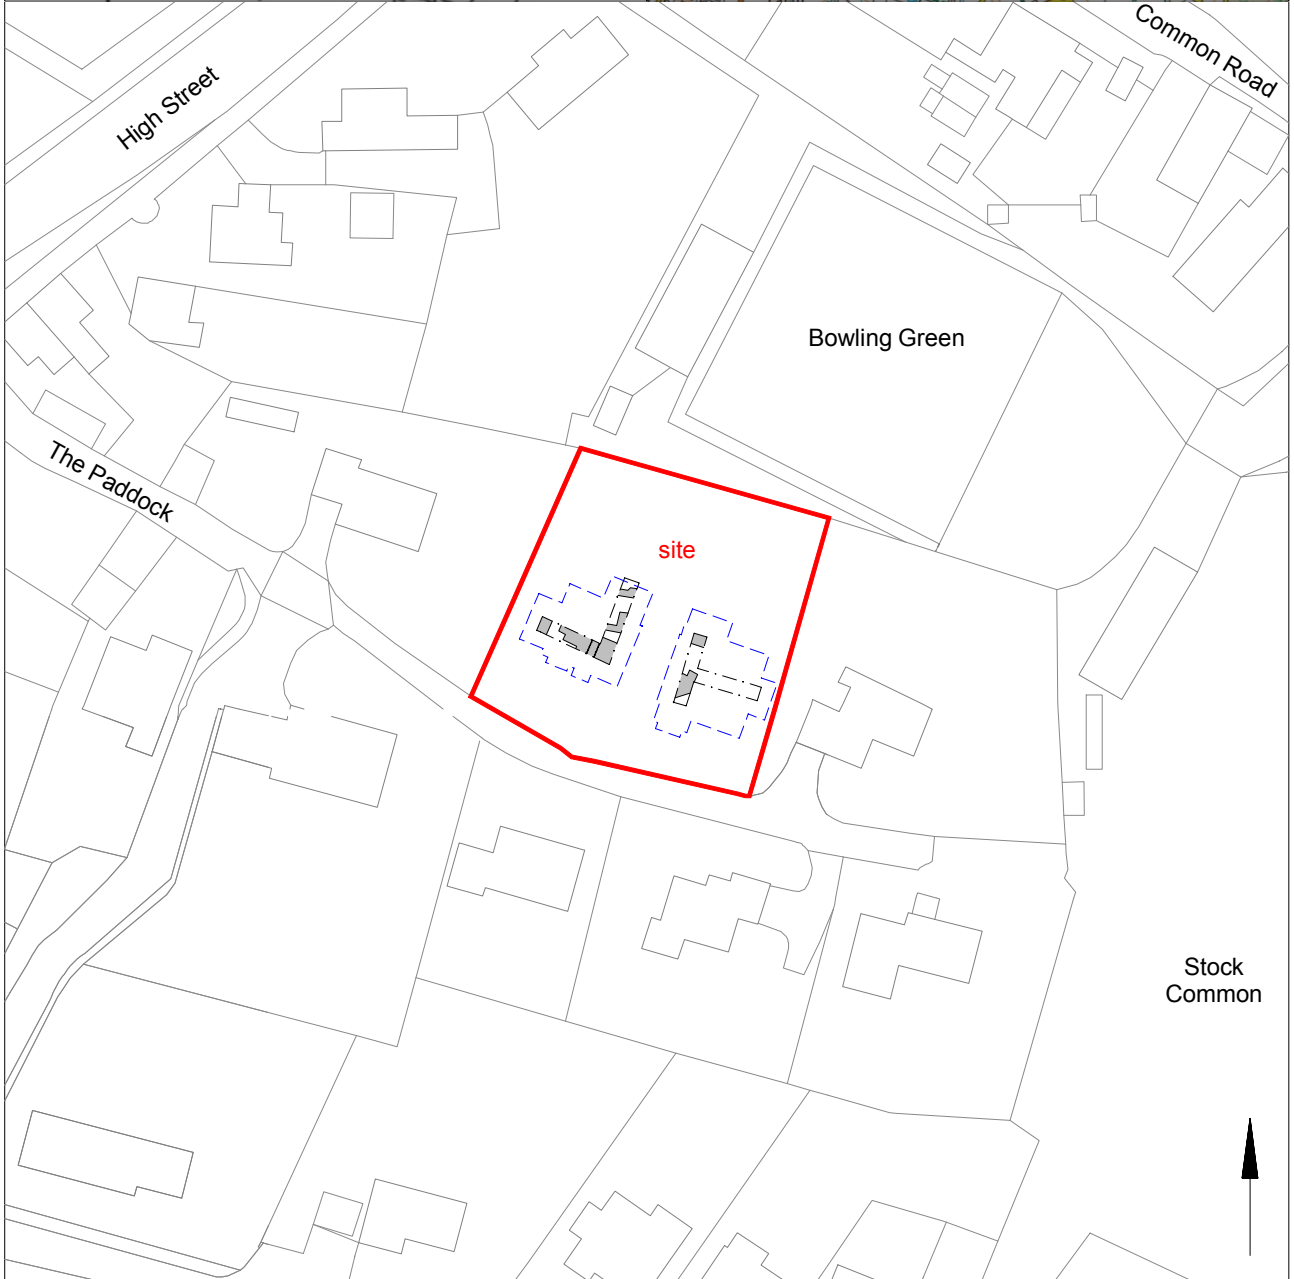 Common Road
High Street
Bowling Green
The Paddock
site
Stock
Common